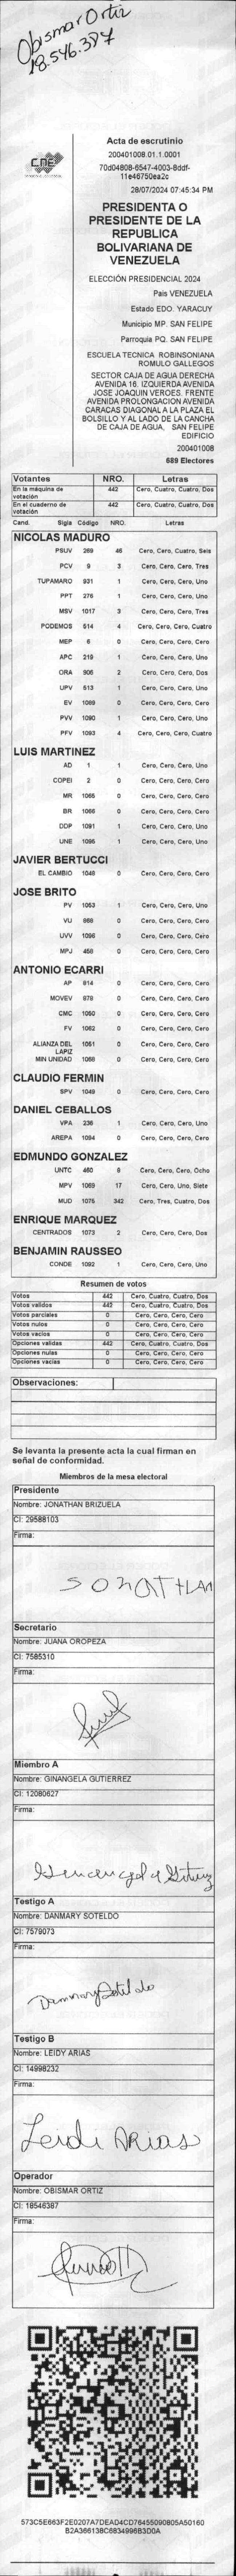 Obismar Ortiz
18.546.387
CNE
Acta de escrutinio
200401008.01.1.0001
70d04808-6547-4003-8ddf-
11e46750ea2c
28/07/2024 07:45:34 PM
PRESIDENTA O
PRESIDENTE DE LA
REPUBLICA
BOLIVARIANA DE
VENEZUELA
ELECCIÓN PRESIDENCIAL 2024
Pais VENEZUELA
Estado EDO. YARACUY
Municipio MP. SAN FELIPE
Parroquia PQ. SAN FELIPE
ESCUELA TECNICA ROBINSONIANA
ROMULO GALLEGOS
SECTOR CAJA DE AGUA DERECHA
AVENIDA 16. IZQUIERDA AVENIDA
JOSE JOAQUIN VEROES. FRENTE
AVENIDA PROLONGACION AVENIDA
CARACAS DIAGONAL A LA PLAZA EL
BOLSILLO Y AL LADO DE LA CANCHA
DE CAJA DE AGUA, SAN FELIPE
EDIFICIO
200401008
689 Electores
Votantes NRO. Letras
En la máquina de votación 442 Cero, Cuatro, Cuatro, Dos
En el cuaderno de votación 442 Cero, Cuatro, Cuatro, Dos
Cand. Sigla Código NRO. Letras
NICOLAS MADURO
PSUV 269 46 Cero, Cero, Cuatro, Seis
PCV 9 3 Cero, Cero, Cero, Tres
TUPAMARO 931 1 Cero, Cero, Cero, Uno
PPT 276 1 Cero, Cero, Cero, Uno
MSV 1017 3 Cero, Cero, Cero, Tres
PODEMOS 514 4 Cero, Cero, Cero, Cuatro
MEP 6 0 Cero, Cero, Cero, Cero
APC 219 1 Cero, Cero, Cero, Uno
ORA 906 2 Cero, Cero, Cero, Dos
UPV 513 1 Cero, Cero, Cero, Uno
EV 1089 0 Cero, Cero, Cero, Cero
PVV 1090 1 Cero, Cero, Cero, Uno
PFV 1093 4 Cero, Cero, Cero, Cuatro
LUIS MARTINEZ
AD 1 1 Cero, Cero, Cero, Uno
COPEI 2 0 Cero, Cero, Cero, Cero
MR 1065 0 Cero, Cero, Cero, Cero
BR 1066 0 Cero, Cero, Cero, Cero
DDP 1091 1 Cero, Cero, Cero, Uno
UNE 1095 1 Cero, Cero, Cero, Uno
JAVIER BERTUCCI
EL CAMBIO 1048 0 Cero, Cero, Cero, Cero
JOSE BRITO
PV 1053 1 Cero, Cero, Cero, Uno
VU 868 0 Cero, Cero, Cero, Cero
UVV 1096 0 Cero, Cero, Cero, Cero
MPJ 458 0 Cero, Cero, Cero, Cero
ANTONIO ECARRI
AP 814 0 Cero, Cero, Cero, Cero
MOVEV 878 0 Cero, Cero, Cero, Cero
CMC 1050 0 Cero, Cero, Cero, Cero
FV 1062 0 Cero, Cero, Cero, Cero
ALIANZA DEL LAPIZ 1051 0 Cero, Cero, Cero, Cero
MIN UNIDAD 1068 0 Cero, Cero, Cero, Cero
CLAUDIO FERMIN
SPV 1049 0 Cero, Cero, Cero, Cero
DANIEL CEBALLOS
VPA 236 1 Cero, Cero, Cero, Uno
AREPA 1094 0 Cero, Cero, Cero, Cero
EDMUNDO GONZALEZ
UNTC 460 8 Cero, Cero, Cero, Ocho
MPV 1069 17 Cero, Cero, Uno, Siete
MUD 1075 342 Cero, Tres, Cuatro, Dos
ENRIQUE MARQUEZ
CENTRADOS 1073 2 Cero, Cero, Cero, Dos
BENJAMIN RAUSSEO
CONDE 1092 1 Cero, Cero, Cero, Uno
Resumen de votos
Votos 442 Cero, Cuatro, Cuatro, Dos
Votos validos 442 Cero, Cuatro, Cuatro, Dos
Votos parciales 0 Cero, Cero, Cero, Cero
Votos nulos 0 Cero, Cero, Cero, Cero
Votos vacios 0 Cero, Cero, Cero, Cero
Opciones validas 442 Cero, Cuatro, Cuatro, Dos
Opciones nulas 0 Cero, Cero, Cero, Cero
Opciones vacias 0 Cero, Cero, Cero, Cero
Observaciones:
Se levanta la presente acta la cual firman en
señal de conformidad.
Miembros de la mesa electoral
Presidente
Nombre: JONATHAN BRIZUELA
CI: 29588103
Firma:
JONATHAN
Secretario
Nombre: JUANA OROPEZA
CI: 7585310
Firma:
Miembro A
Nombre: GINANGELA GUTIERREZ
CI: 12080627
Firma:
Testigo A
Nombre: DANMARY SOTELDO
CI: 7579073
Firma:
Danmary Soteldo
Testigo B
Nombre: LEIDY ARIAS
CI: 14998232
Firma:
Leidi ARIAS
Operador
Nombre: OBISMAR ORTIZ
CI: 18546387
Firma:
573C5E663F2E0207A7DEAD4CD76455090805A50160
B2A366138C6834996B3D0A